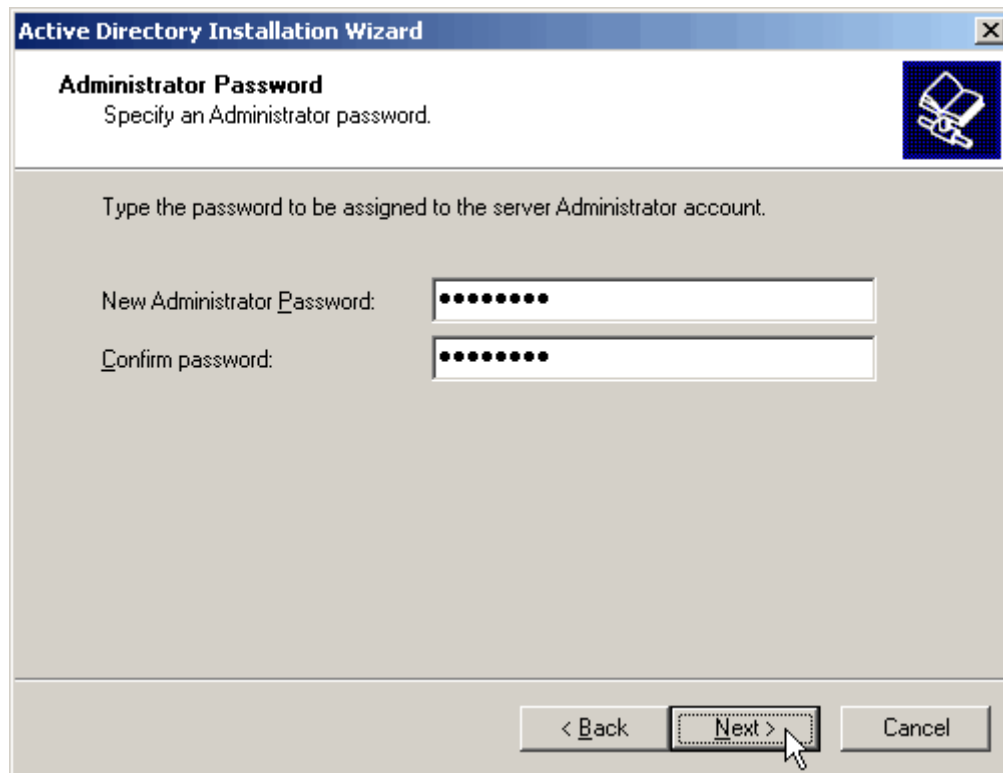 Active Directory Installation Wizard
Administrator Password
Specify an Administrator password.
Type the password to be assigned to the server Administrator account.
New Administrator Password: ••••••••
Confirm password: ••••••••
< Back Next > Cancel